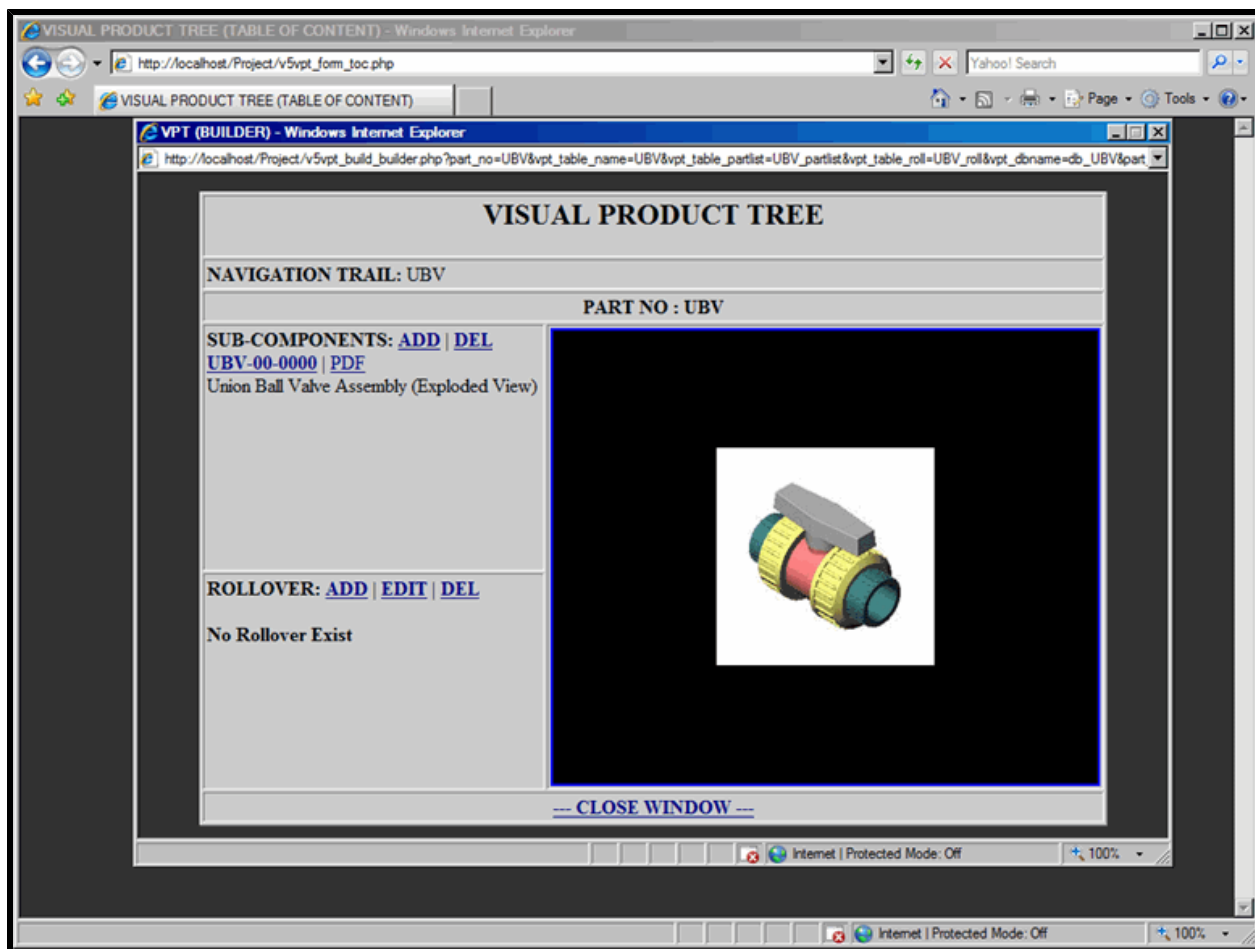 VISUAL PRODUCT TREE (TABLE OF CONTENT) - Windows Internet Explorer
http://localhost/Project/v5vpt_form_toc.php
Yahoo! Search
VISUAL PRODUCT TREE (TABLE OF CONTENT)
Page
Tools
VPT (BUILDER) - Windows Internet Explorer
http://localhost/Project/v5vpt_build_builder.php?part_no=UBV&vpt_table_name=UBV&vpt_table_partlist=UBV_partlist&vpt_table_roll=UBV_roll&vpt_dbname=db_UBV&part
VISUAL PRODUCT TREE
NAVIGATION TRAIL: UBV
PART NO : UBV
SUB-COMPONENTS: ADD | DEL
UBV-00-0000 | PDF
Union Ball Valve Assembly (Exploded View)
ROLLOVER: ADD | EDIT | DEL
No Rollover Exist
--- CLOSE WINDOW ---
Internet | Protected Mode: Off
100%
Internet | Protected Mode: Off
100%